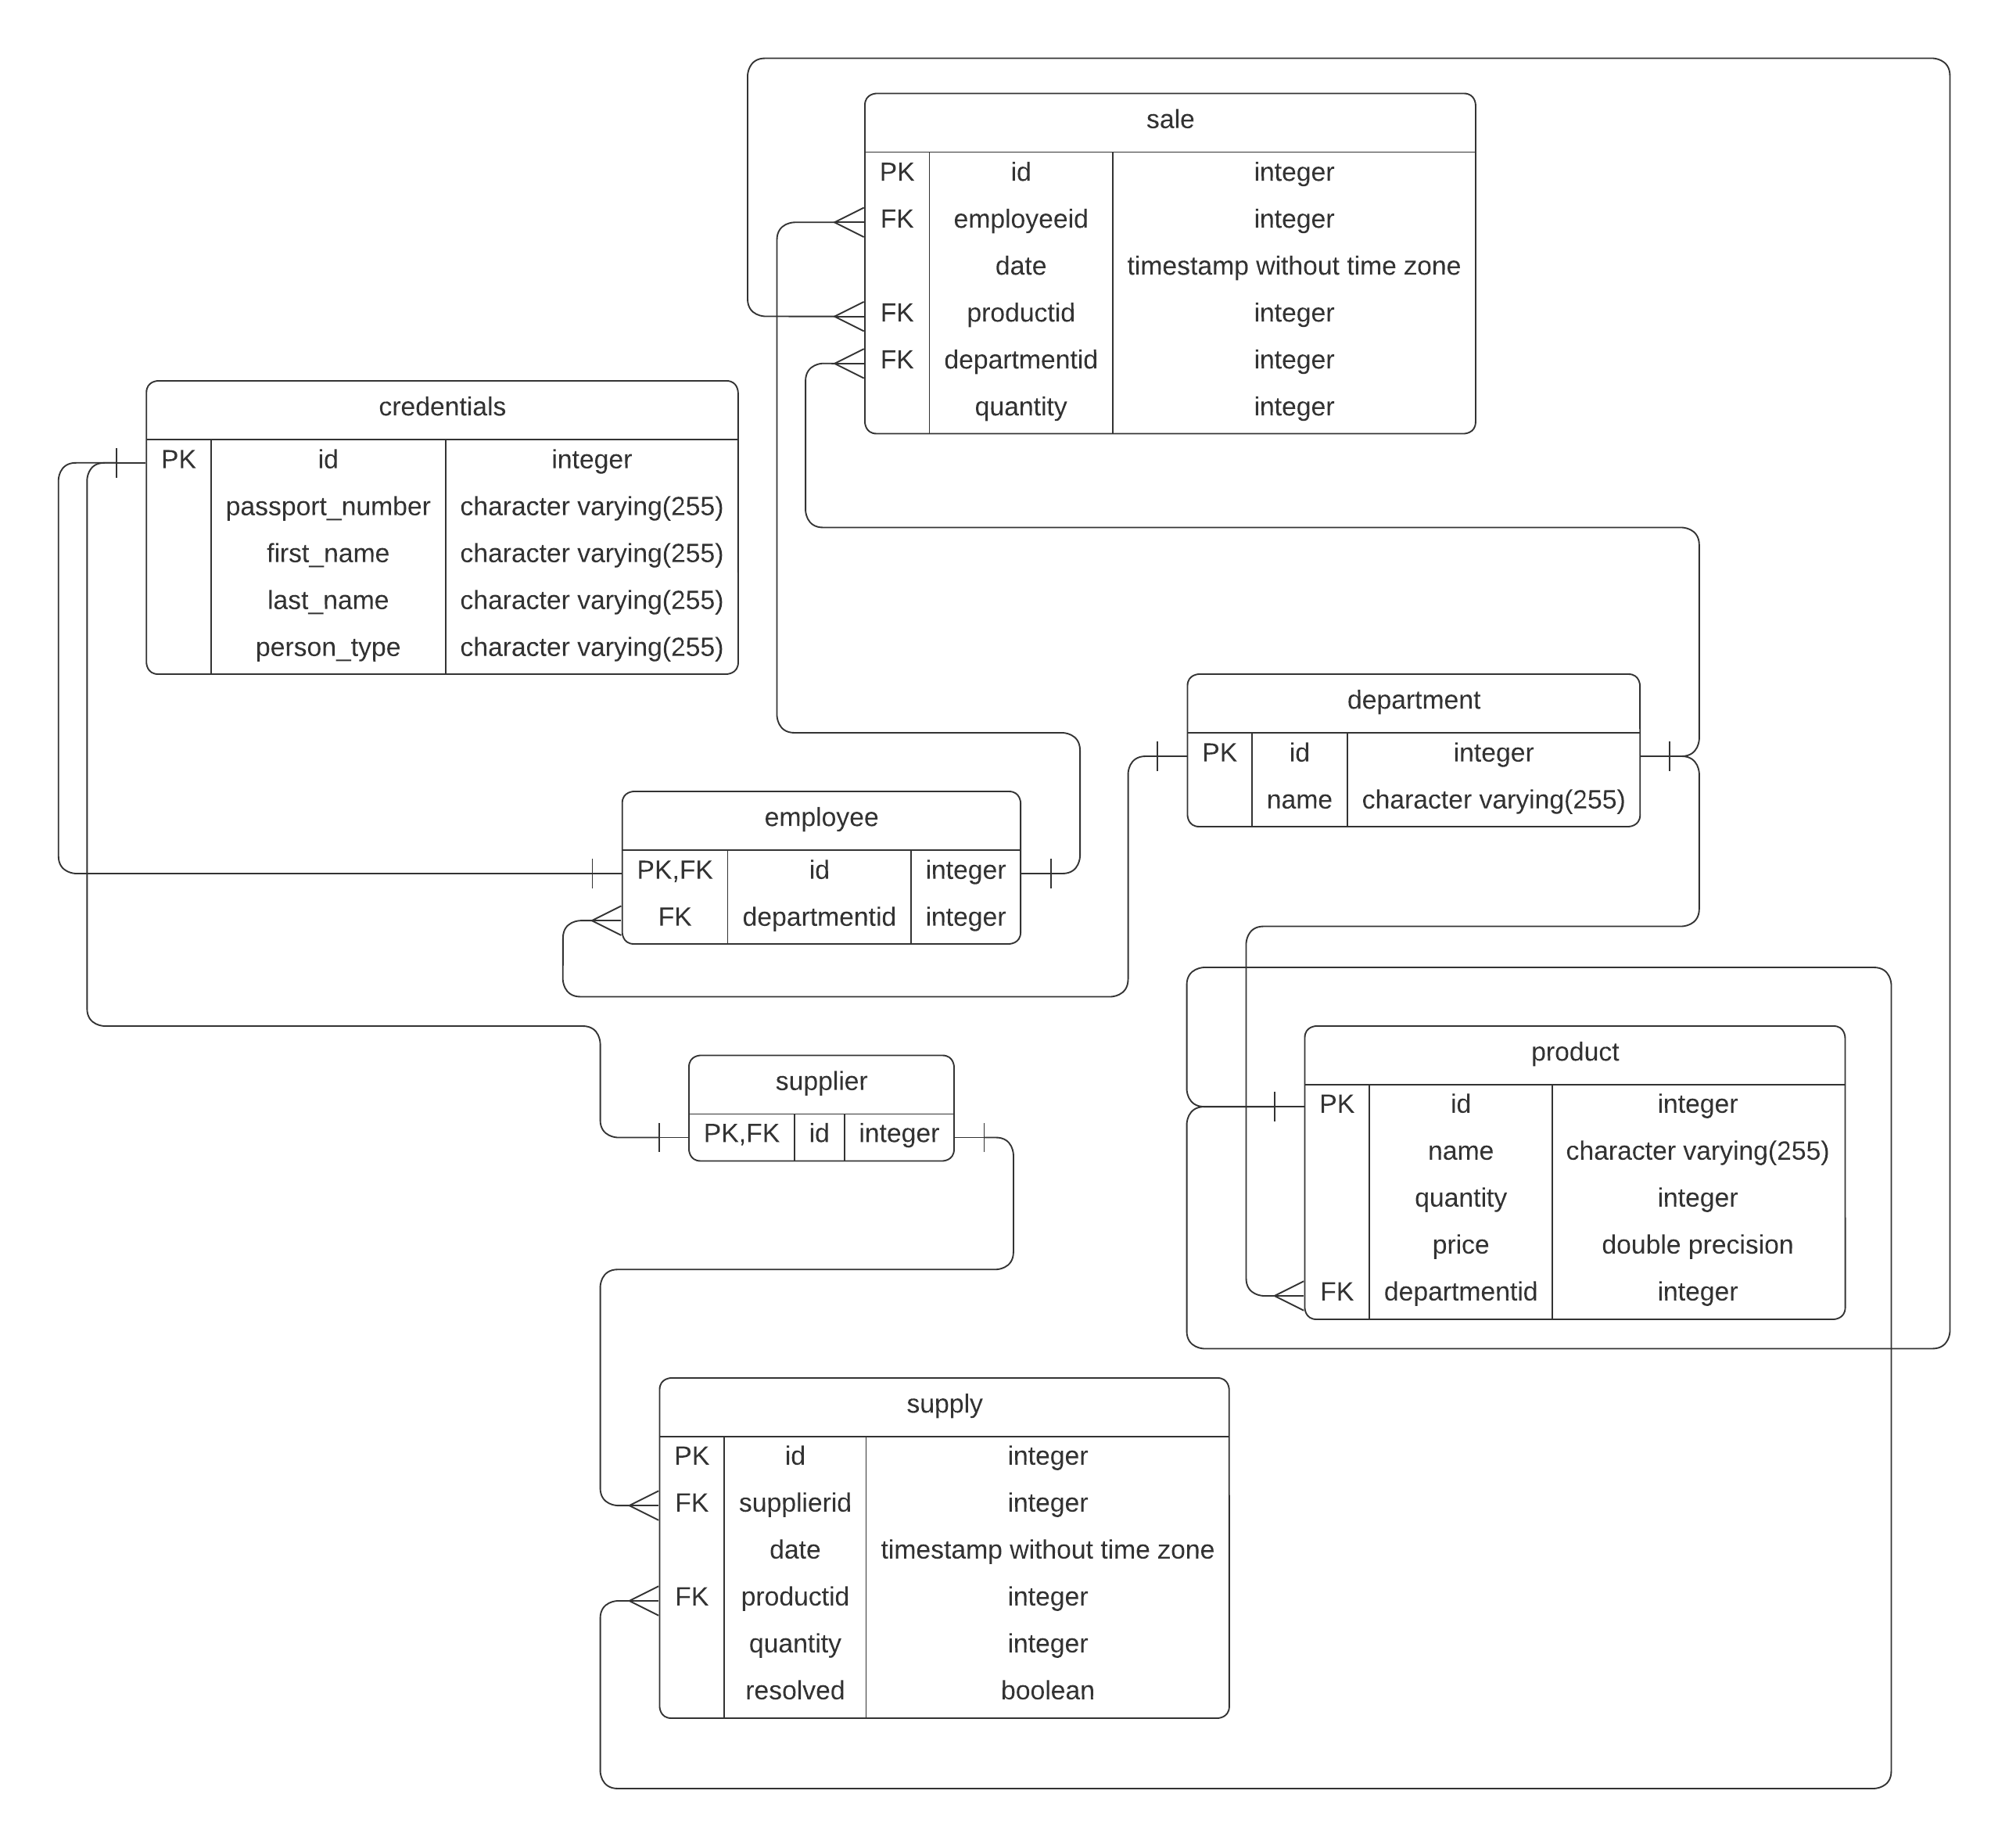 sale
PK id integer
FK employeeid integer
date timestamp without time zone
FK productid integer
FK departmentid integer
quantity integer
credentials
PK id integer
passport_number character varying(255)
first_name character varying(255)
last_name character varying(255)
person_type character varying(255)
department
PK id integer
name character varying(255)
employee
PK,FK id integer
FK departmentid integer
product
PK id integer
name character varying(255)
quantity integer
price double precision
FK departmentid integer
supplier
PK,FK id integer
supply
PK id integer
FK supplierid integer
date timestamp without time zone
FK productid integer
quantity integer
resolved boolean